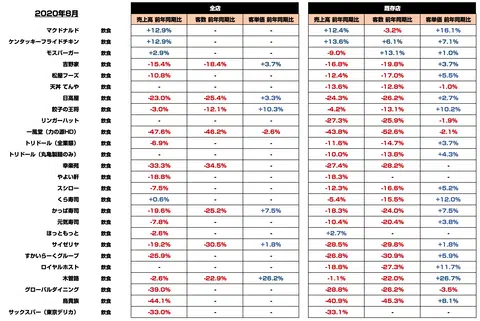 2020年8月
全店 既存店
売上高 前年同期比 客数 前年同期比 客単価 前年同期比 売上高 前年同期比 客数 前年同期比 客単価 前年同期比
マクドナルド 飲食 +12.9% - - +12.4% -3.2% +16.1%
ケンタッキーフライドチキン 飲食 +12.9% - - +13.6% +6.1% +7.1%
モスバーガー 飲食 +2.9% - - -9.0% +13.1% +1.0%
吉野家 飲食 -15.4% -18.4% +3.7% -16.8% -19.8% +3.7%
松屋フーズ 飲食 -10.8% - - -12.4% -17.0% +5.5%
天丼 てんや 飲食 - - - -13.6% -12.8% -1.0%
日高屋 飲食 -23.0% -25.4% +3.3% -24.3% -26.2% +2.7%
餃子の王将 飲食 -3.0% -12.1% +10.3% -4.2% -13.1% +10.2%
リンガーハット 飲食 - - - -27.3% -25.9% -1.9%
一風堂（力の源HD） 飲食 -47.6% -46.2% -2.6% -43.8% -52.6% -2.1%
トリドール（全業態） 飲食 -6.9% - - -11.6% -14.7% +3.7%
トリドール（丸亀製麺のみ） 飲食 - - - -10.0% -13.8% +4.3%
幸楽苑 飲食 -33.3% -34.5% - -27.4% -28.2% -
やよい軒 飲食 -18.8% - - -18.3% - -
スシロー 飲食 -7.5% - - -12.3% -16.6% +5.2%
くら寿司 飲食 +0.6% - - -5.4% -15.5% +12.0%
かっぱ寿司 飲食 -19.6% -25.2% +7.5% -18.3% -24.0% +7.5%
元気寿司 飲食 -7.8% - - -10.4% -20.4% +3.8%
ほっともっと 飲食 -2.6% - - +2.7% - -
サイゼリヤ 飲食 -19.2% -30.5% +1.8% -28.5% -29.8% +1.8%
すかいらーくグループ 飲食 -25.9% - - -26.8% -30.9% +5.9%
ロイヤルホスト 飲食 - - - -18.8% -27.3% +11.7%
木曽路 飲食 -2.6% -22.9% +26.2% -1.1% -22.0% +26.7%
グローバルダイニング 飲食 -39.0% - - -28.8% -26.2% -3.5%
鳥貴族 飲食 -44.1% - - -40.9% -45.3% +8.1%
サックスバー（東京デリカ） 飲食 -33.0% - - -33.1% - -